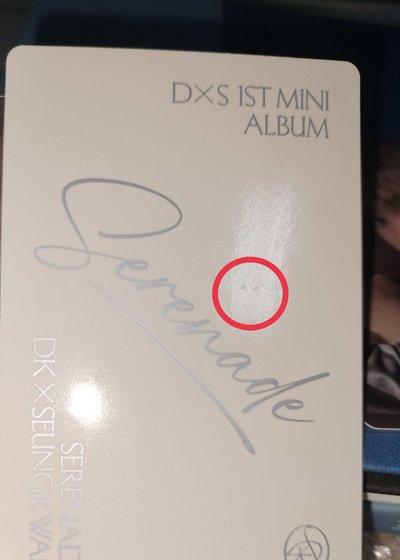 D×S 1ST MINI
ALBUM
Serenade
DK × SEUNGKWA
SERENAD